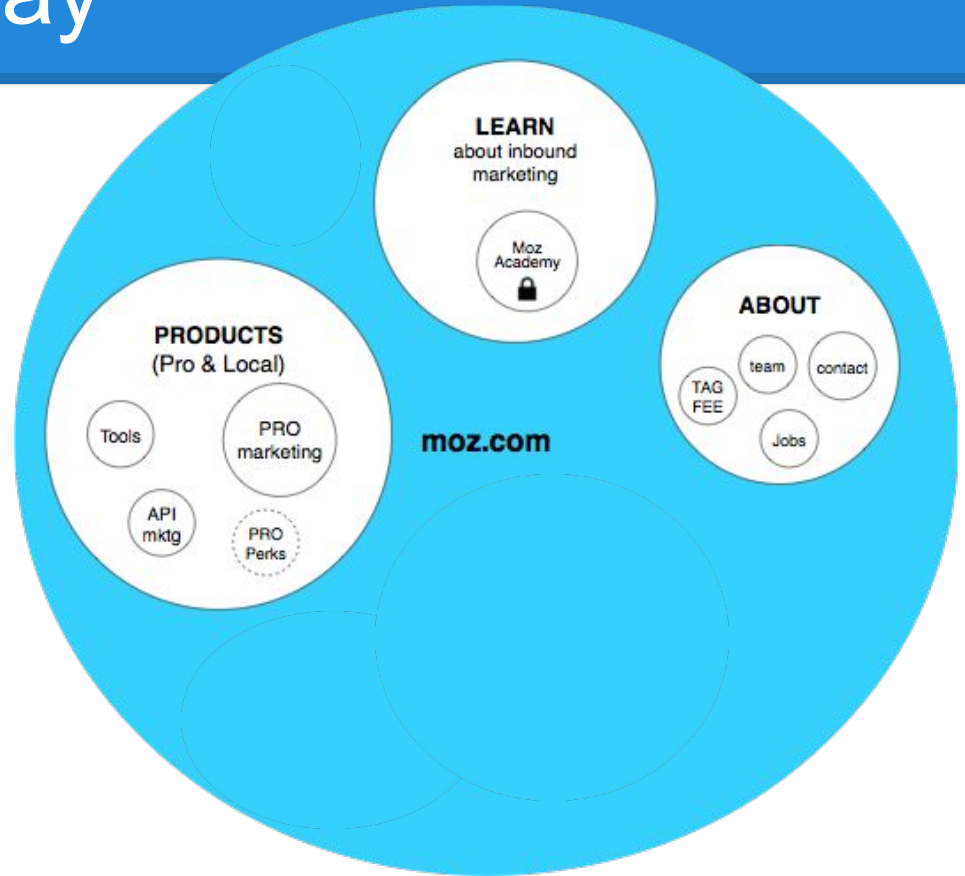 ay
LEARN
about inbound
marketing
Moz
Academy
PRODUCTS
(Pro & Local)
Tools
PRO
marketing
API
mktg
PRO
Perks
moz.com
ABOUT
team
contact
TAG
FEE
Jobs